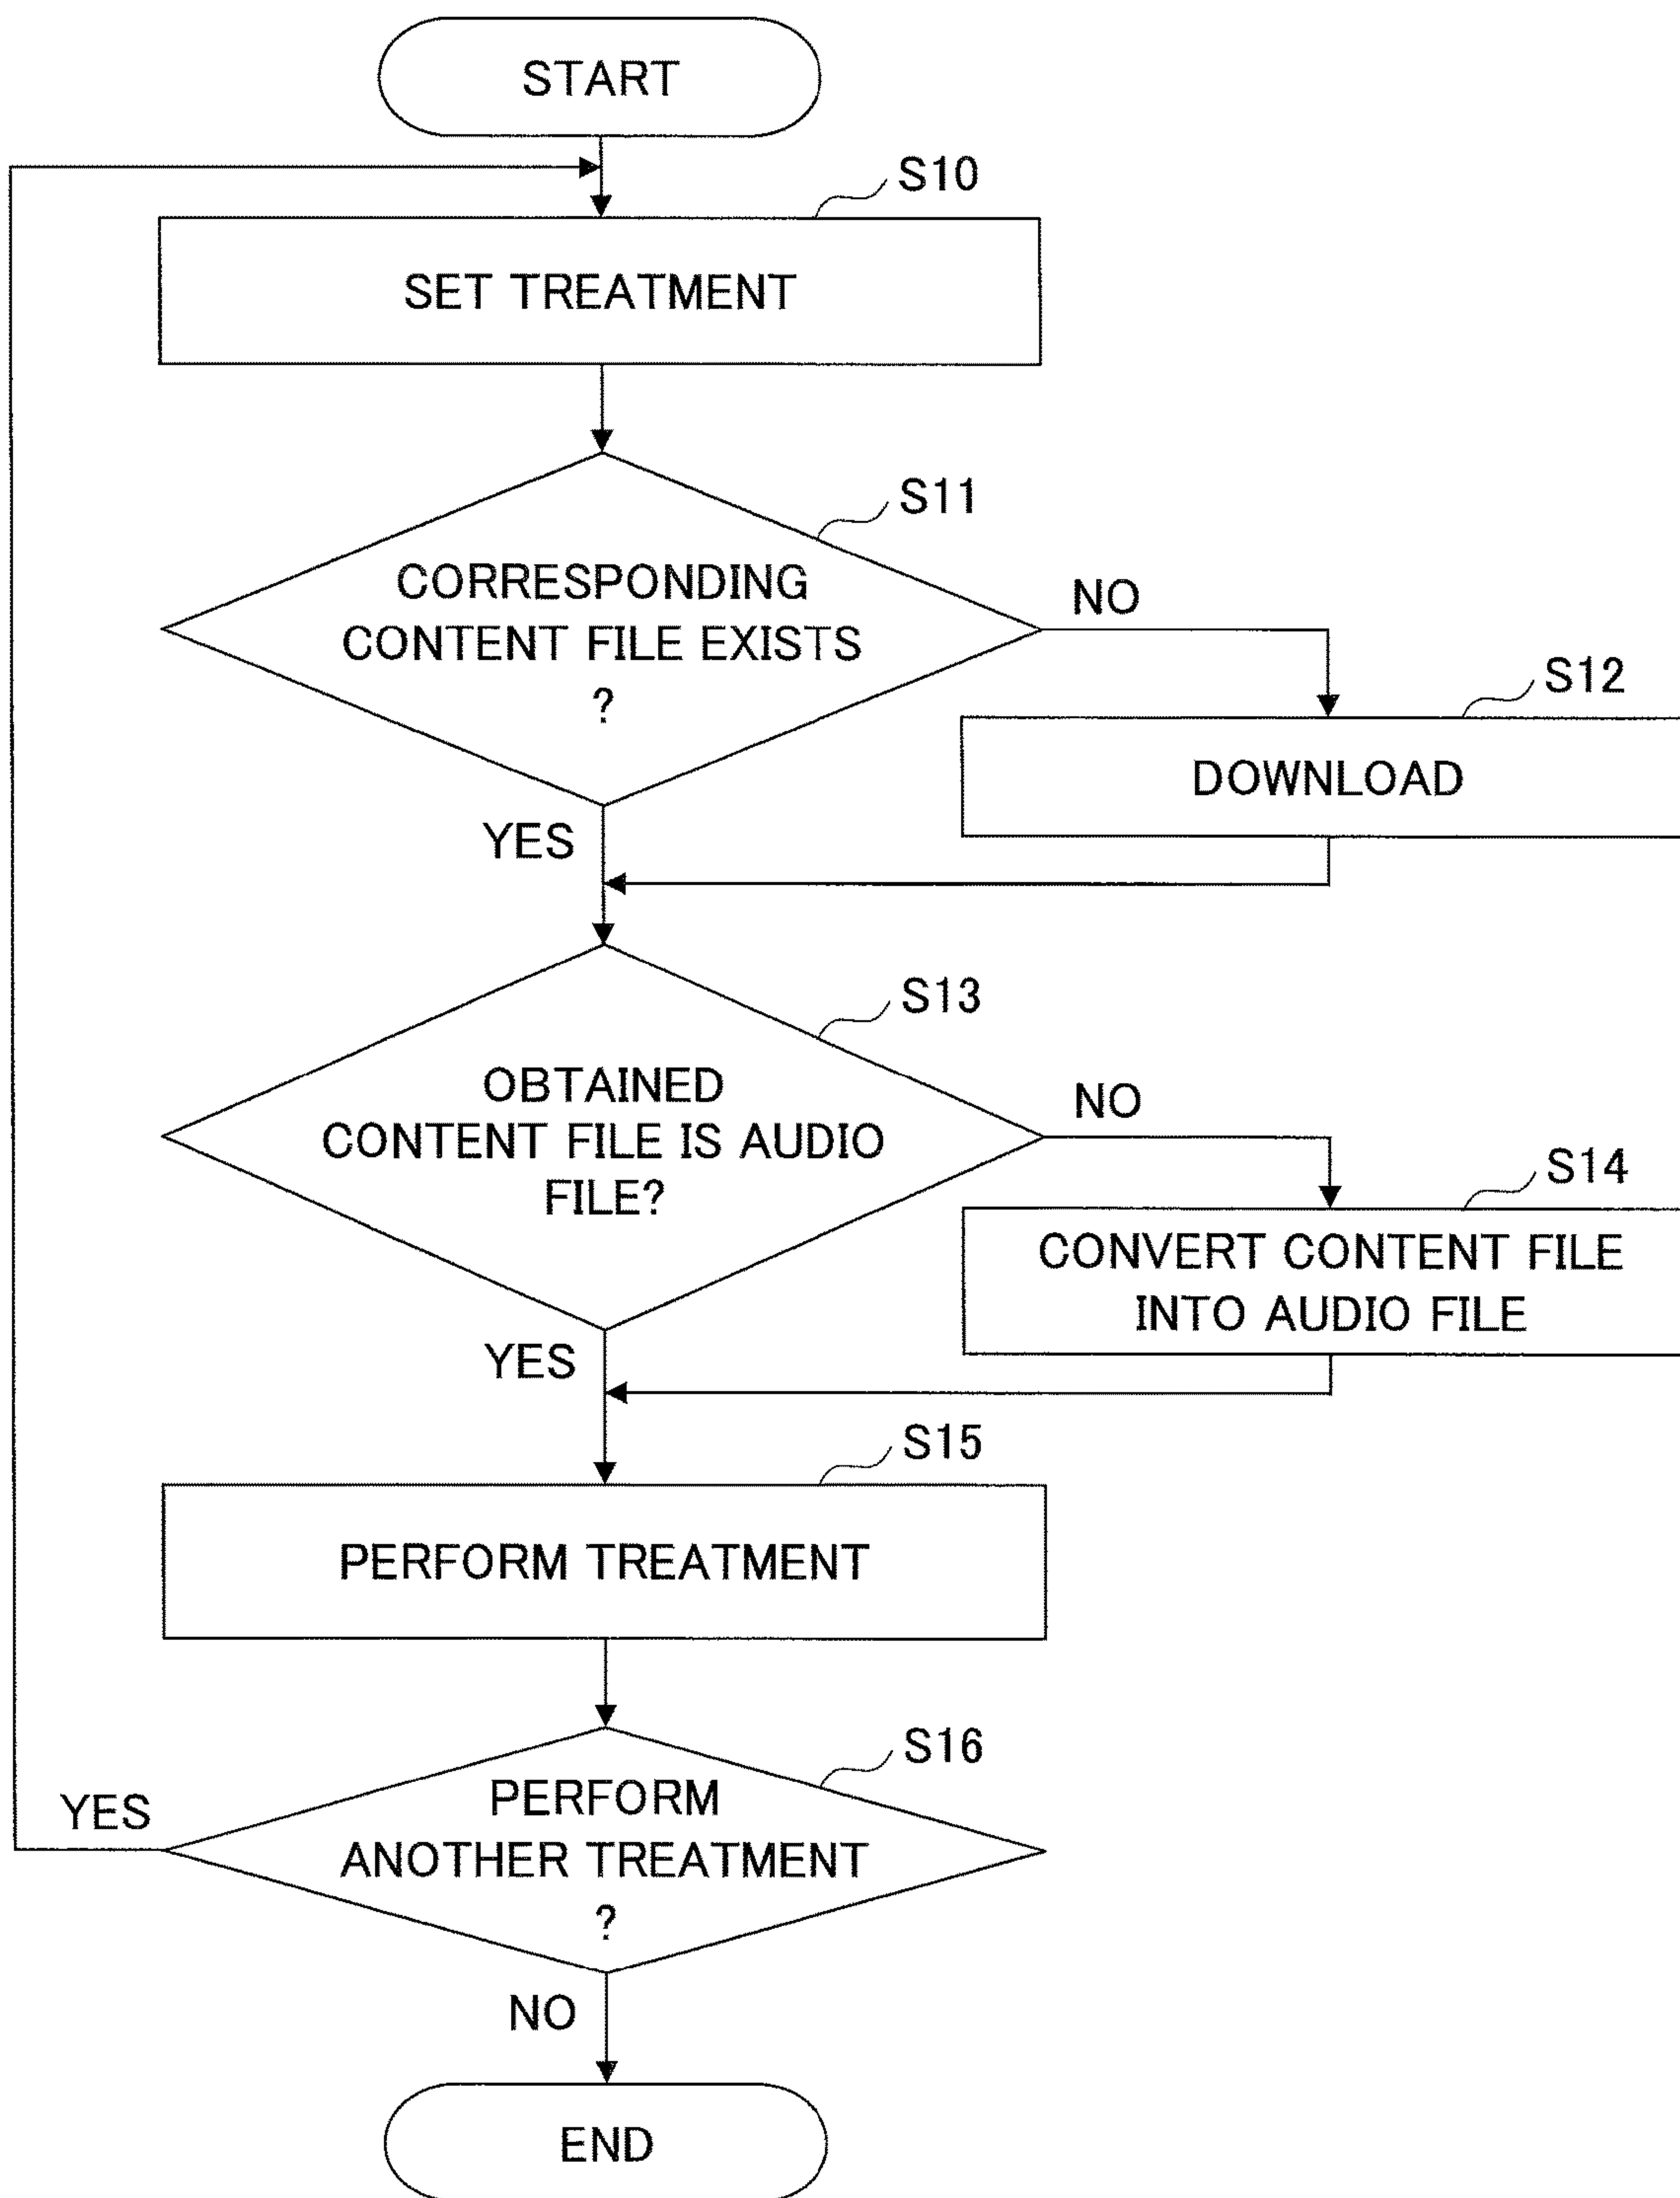 START
S10
SET TREATMENT
S11
CORRESPONDING
CONTENT FILE EXISTS
?
NO
S12
DOWNLOAD
YES
S13
OBTAINED
CONTENT FILE IS AUDIO
FILE?
NO
S14
CONVERT CONTENT FILE
INTO AUDIO FILE
YES
S15
PERFORM TREATMENT
S16
PERFORM
ANOTHER TREATMENT
?
YES
NO
END